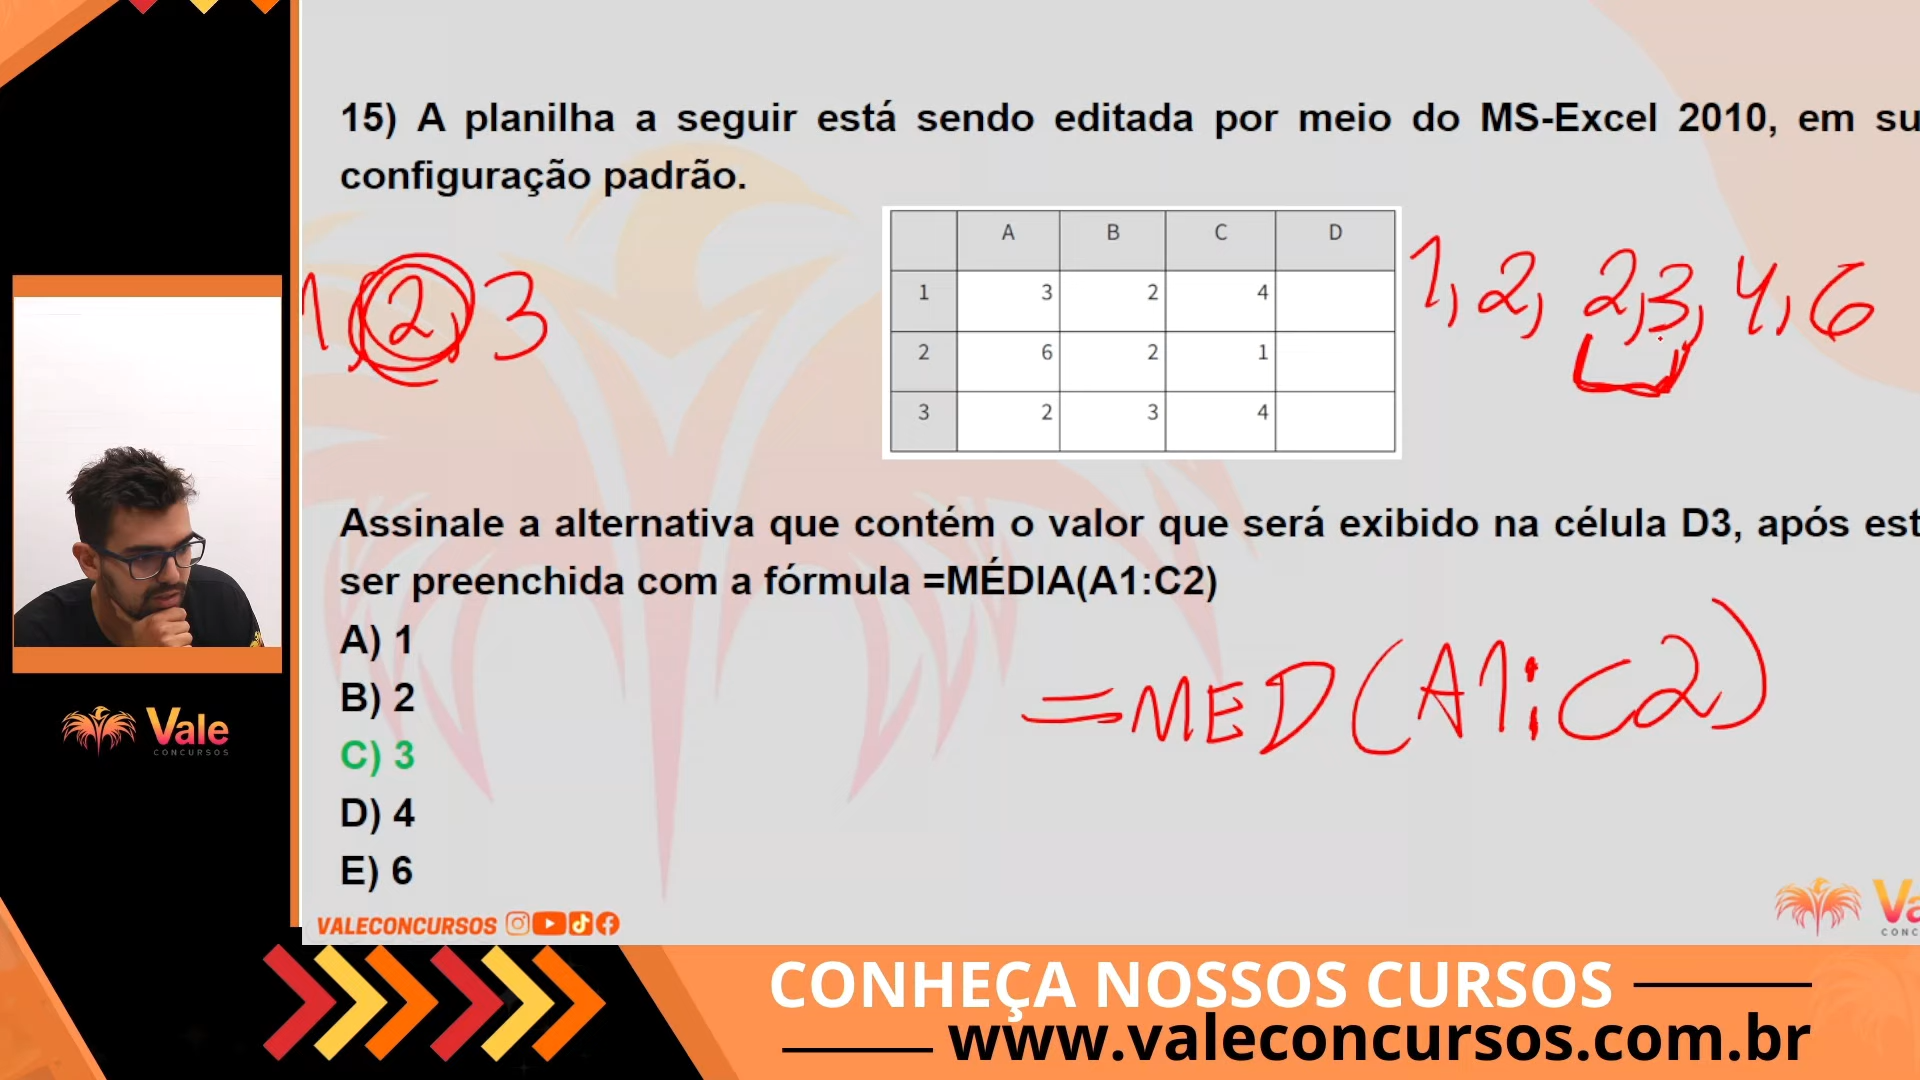 15) A planilha a seguir está sendo editada por meio do MS-Excel 2010, em su
configuração padrão.
1, 2, 3
A B C D
1 3 2 4
2 6 2 1
3 2 3 4
1, 2, 2, 3, 4, 6
Assinale a alternativa que contém o valor que será exibido na célula D3, após est
ser preenchida com a fórmula =MÉDIA(A1:C2)
=MED(A1:C2)
A) 1
B) 2
C) 3
D) 4
E) 6
Vale
CONCURSOS
VALECONCURSOS
Va
CONC
CONHEÇA NOSSOS CURSOS
www.valeconcursos.com.br